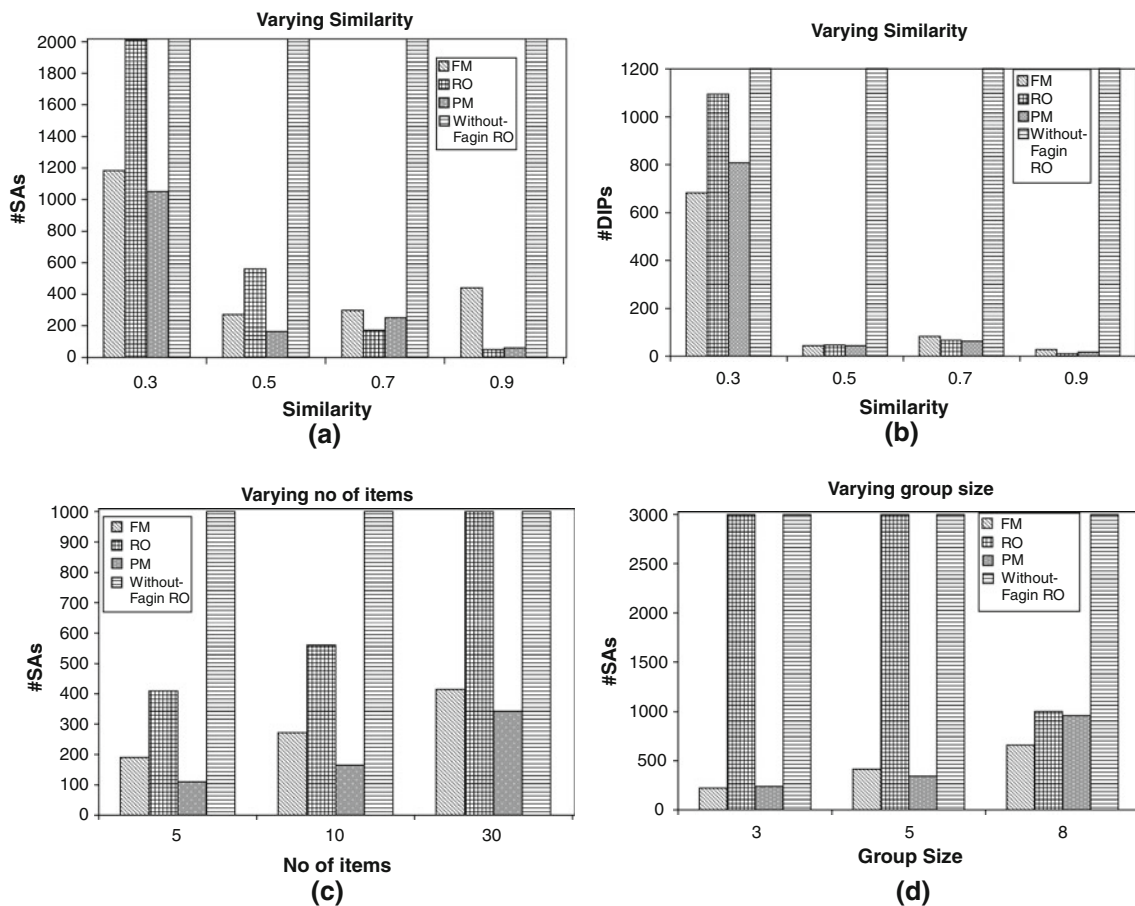 Varying Similarity
2000
1800
1600
1400
1200
1000
800
600
400
200
0
#SAs
FM
RO
PM
Without-
Fagin RO
0.3 0.5 0.7 0.9
Similarity
(a)
Varying Similarity
1200
1000
800
600
400
200
0
#DIPs
FM
RO
PM
Without-
Fagin
RO
0.3 0.5 0.7 0.9
Similarity
(b)
Varying no of items
1000
900
800
700
600
500
400
300
200
100
0
#SAs
FM
RO
PM
Without-
Fagin RO
5 10 30
No of items
(c)
Varying group size
3000
2500
2000
1500
1000
500
0
#SAs
FM
RO
PM
Without-
Fagin RO
3 5 8
Group Size
(d)